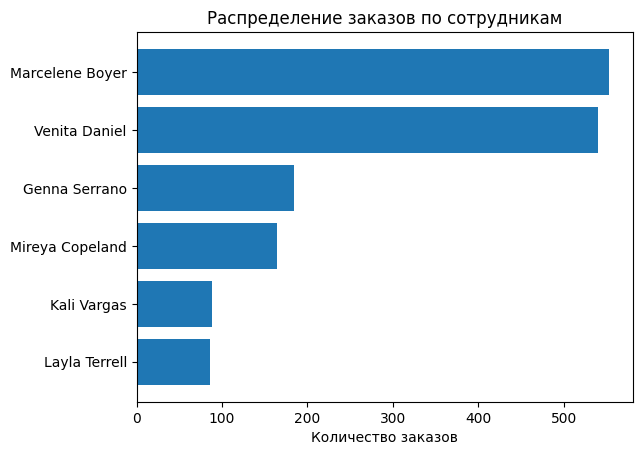 Распределение заказов по сотрудникам
Marcelene Boyer
Venita Daniel
Genna Serrano
Mireya Copeland
Kali Vargas
Layla Terrell
0 100 200 300 400 500
Количество заказов